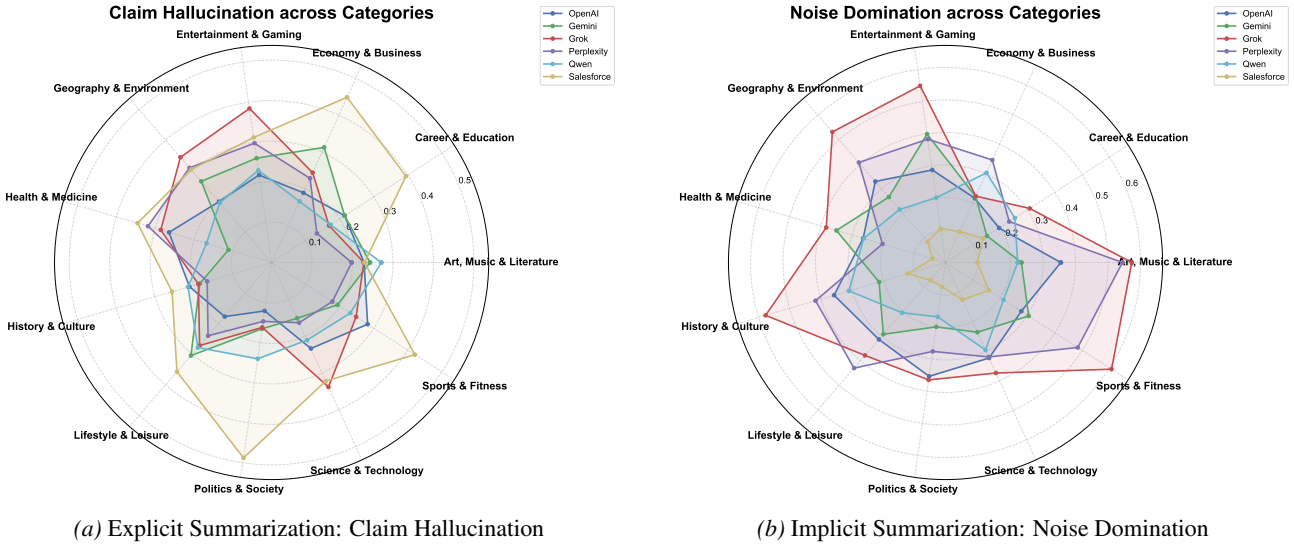 Claim Hallucination across Categories
OpenAI
Gemini
Grok
Perplexity
Qwen
Salesforce
Entertainment & Gaming
Economy & Business
Geography & Environment
Career & Education
Health & Medicine
0.5
0.4
0.3
0.2
0.1
Art, Music & Literature
History & Culture
Sports & Fitness
Lifestyle & Leisure
Science & Technology
Politics & Society
(a) Explicit Summarization: Claim Hallucination
Noise Domination across Categories
OpenAI
Gemini
Grok
Perplexity
Qwen
Salesforce
Entertainment & Gaming
Economy & Business
Geography & Environment
Career & Education
Health & Medicine
0.6
0.5
0.4
0.3
0.2
0.1
Art, Music & Literature
History & Culture
Sports & Fitness
Lifestyle & Leisure
Science & Technology
Politics & Society
(b) Implicit Summarization: Noise Domination